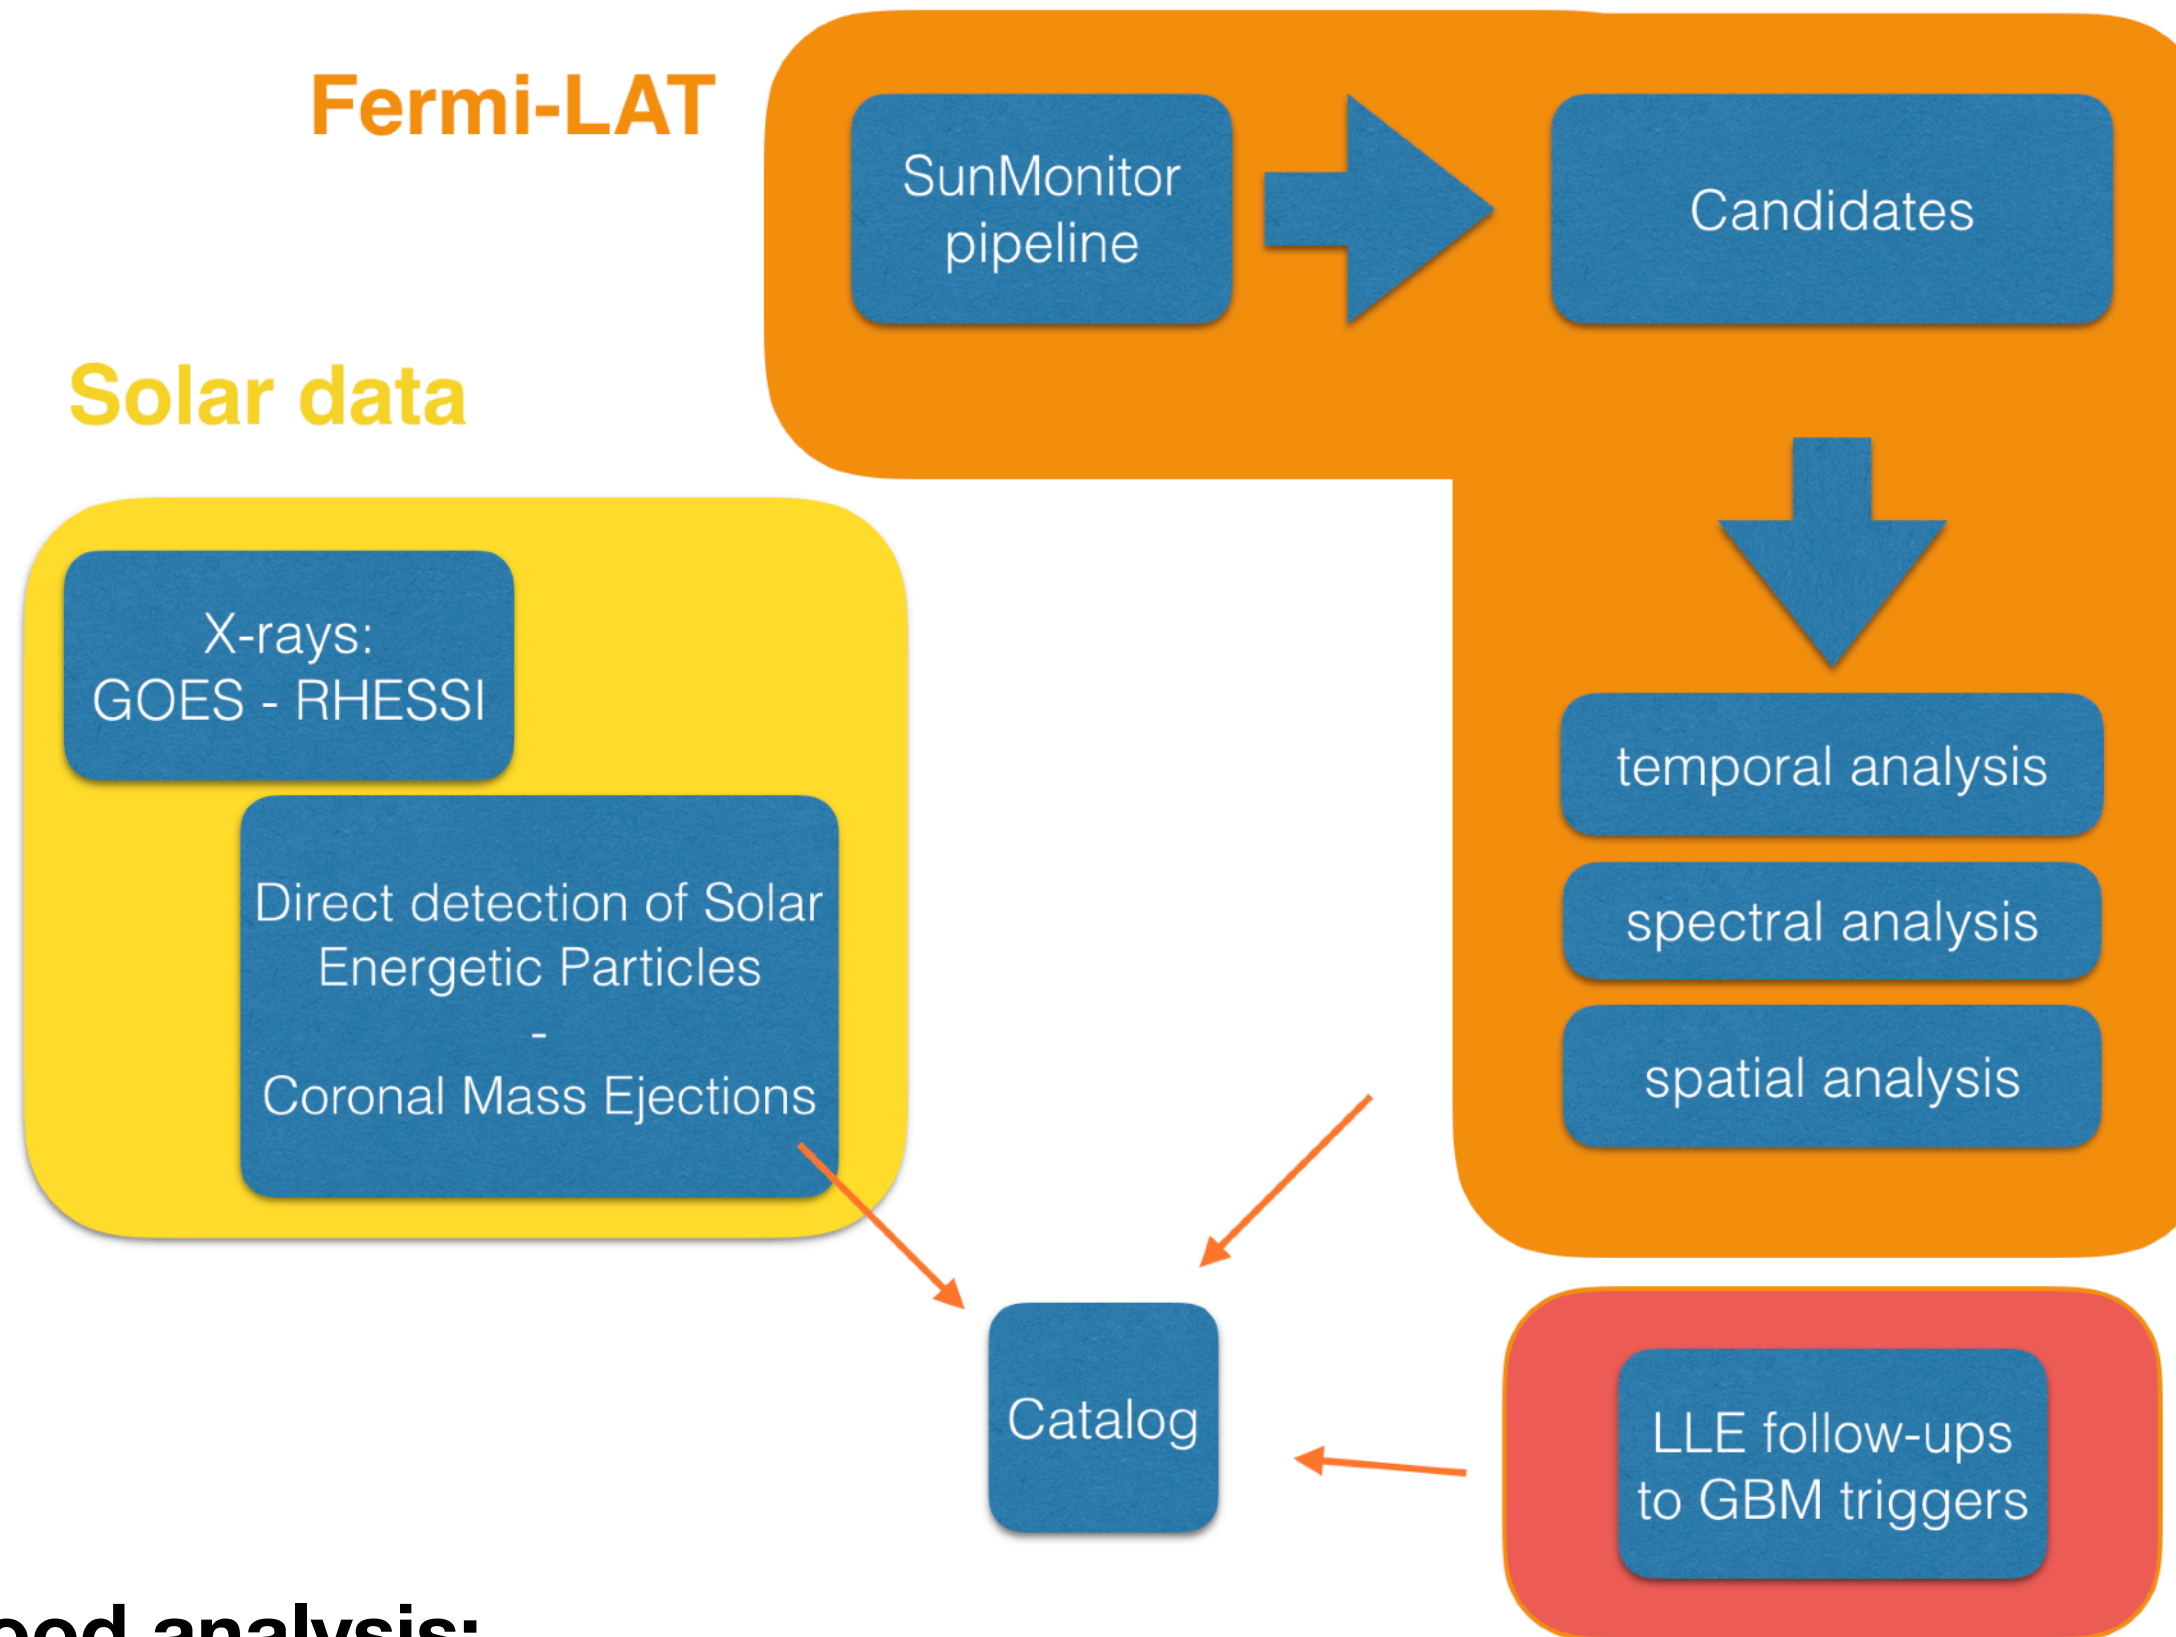 Fermi-LAT
SunMonitor
pipeline
Candidates
Solar data
X-rays:
GOES - RHESSI
Direct detection of Solar
Energetic Particles
-
Coronal Mass Ejections
temporal analysis
spectral analysis
spatial analysis
Catalog
LLE follow-ups
to GBM triggers
analysis: